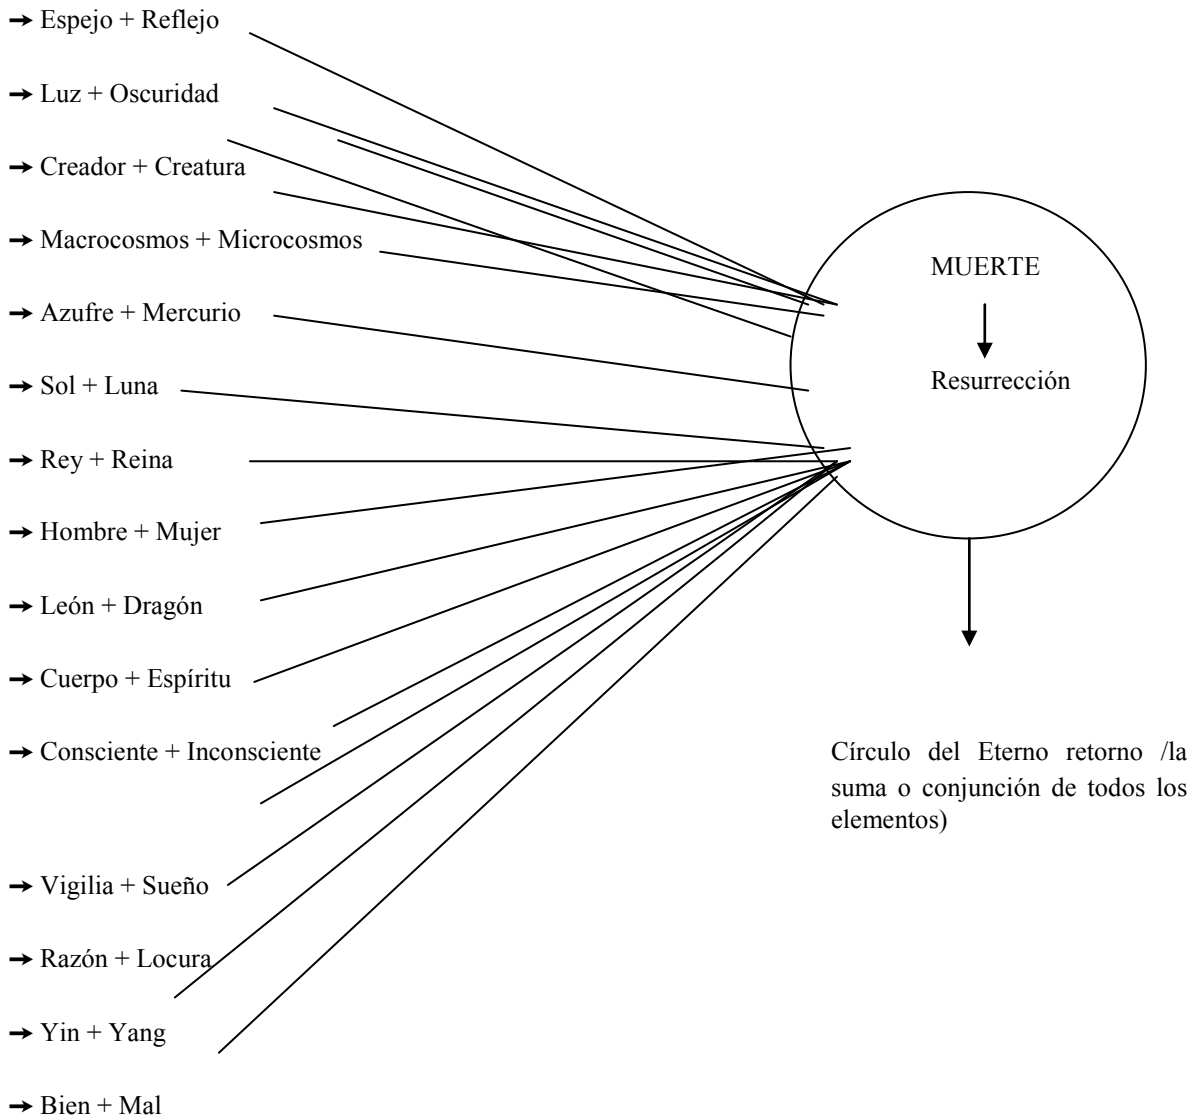 ➞ Espejo + Reflejo
➞ Luz + Oscuridad
➞ Creador + Creatura
➞ Macrocosmos + Microcosmos
➞ Azufre + Mercurio
➞ Sol + Luna
➞ Rey + Reina
➞ Hombre + Mujer
➞ León + Dragón
➞ Cuerpo + Espíritu
➞ Consciente + Inconsciente
➞ Vigilia + Sueño
➞ Razón + Locura
➞ Yin + Yang
➞ Bien + Mal
MUERTE
Resurrección
Círculo del Eterno retorno /la
suma o conjunción de todos los
elementos)